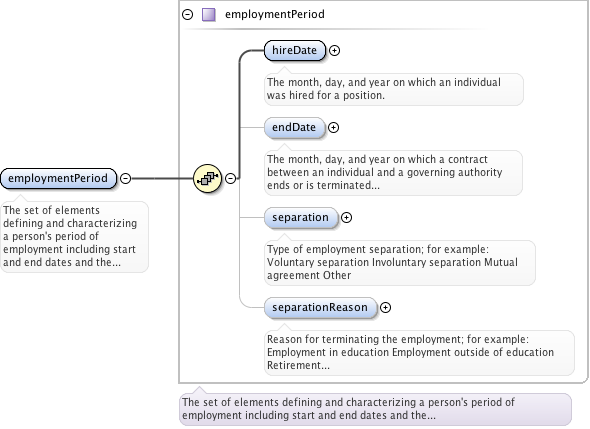 employmentPeriod
hireDate
The month, day, and year on which an individual
was hired for a position.
endDate
The month, day, and year on which a contract
between an individual and a governing authority
ends or is terminated...
employmentPeriod
The set of elements
defining and characterizing
a person's period of
employment including start
and end dates and the...
separation
Type of employment separation; for example:
Voluntary separation Involuntary separation Mutual
agreement Other
separationReason
Reason for terminating the employment; for example:
Employment in education Employment outside of education
Retirement...
The set of elements defining and characterizing a person's period of
employment including start and end dates and the...